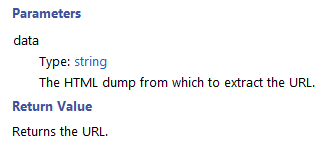 Parameters
data
Type: string
The HTML dump from which to extract the URL.
Return Value
Returns the URL.